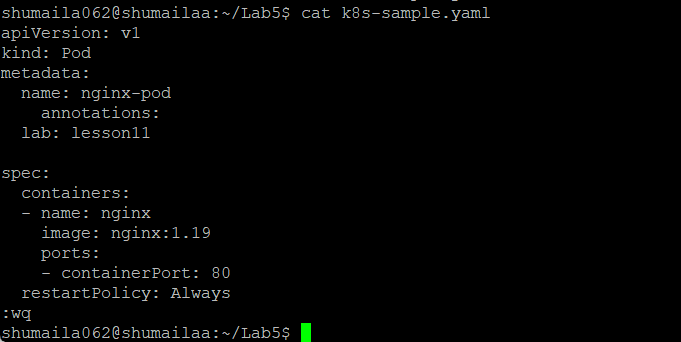 shumaila062@shumailaa:~/Lab5$ cat k8s-sample.yaml
apiVersion: v1
kind: Pod
metadata:
  name: nginx-pod
    annotations:
  lab: lesson11

spec:
  containers:
  - name: nginx
    image: nginx:1.19
    ports:
    - containerPort: 80
  restartPolicy: Always
:wq
shumaila062@shumailaa:~/Lab5$